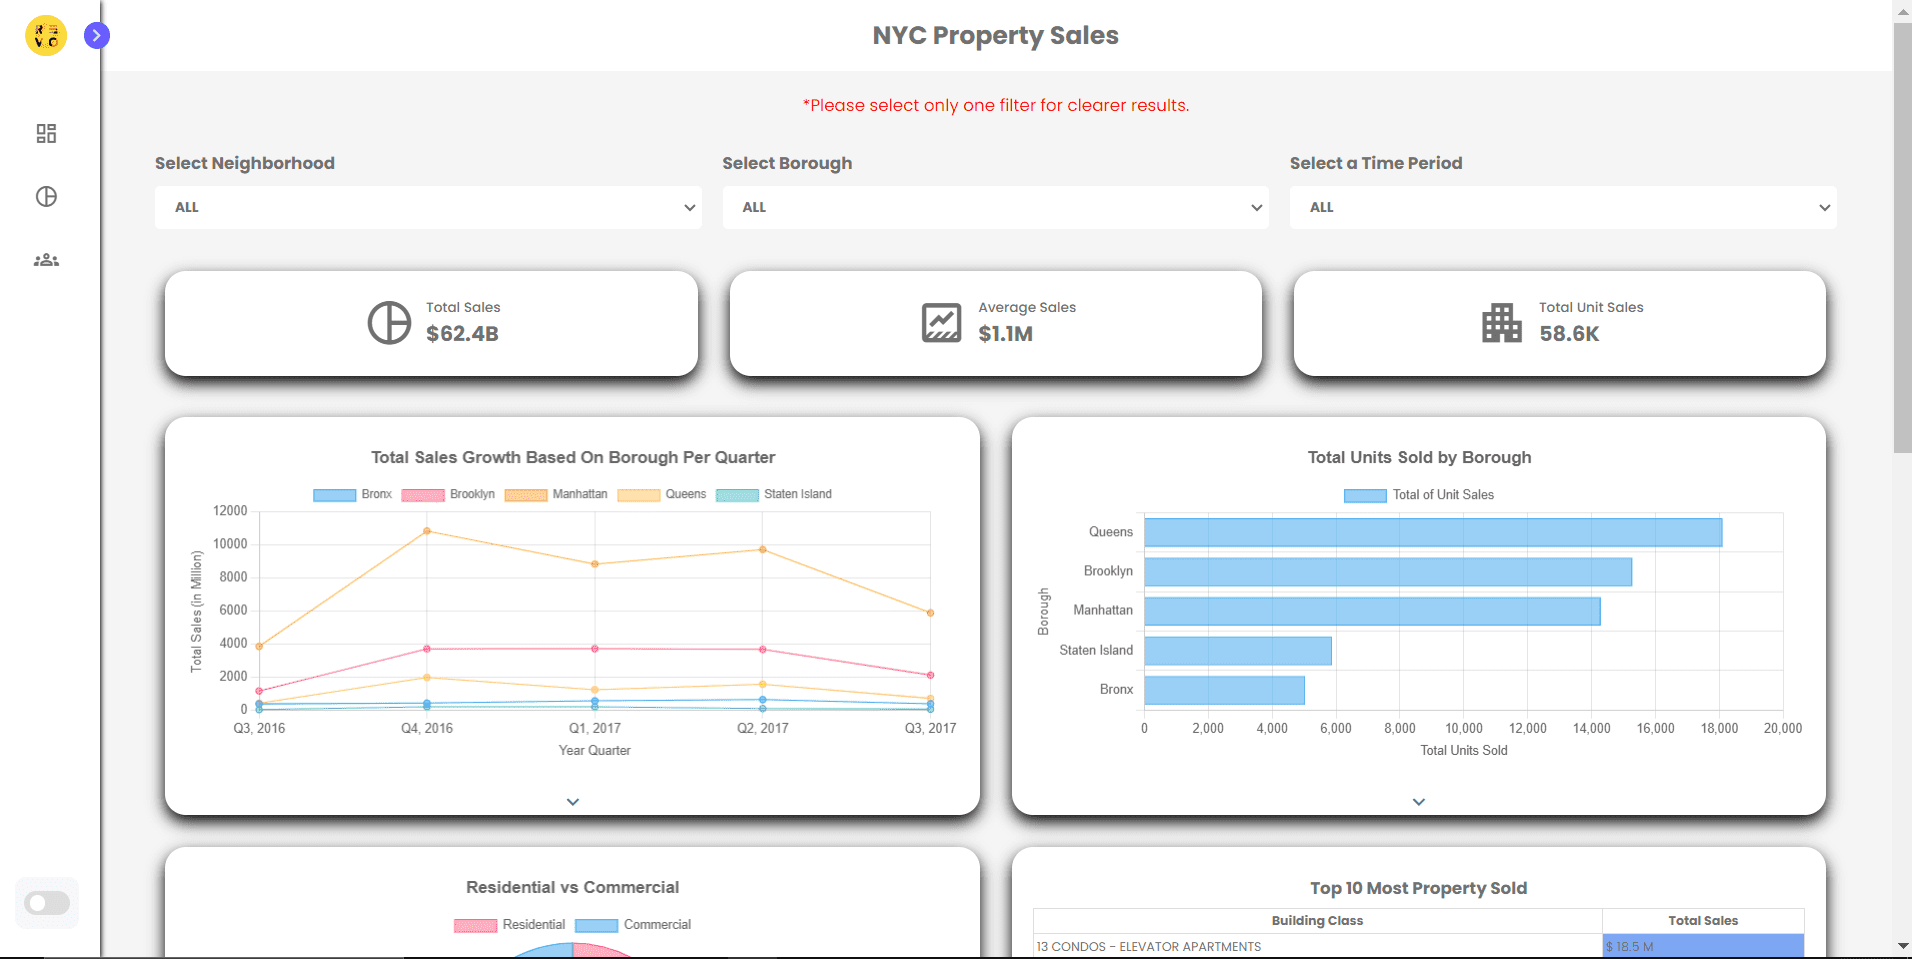 NYC Property Sales
*Please select only one filter for clearer results.
Select Neighborhood
ALL
Select Borough
ALL
Select a Time Period
ALL
Total Sales
$62.4B
Average Sales
$1.1M
Total Unit Sales
58.6K
Total Sales Growth Based On Borough Per Quarter
Bronx Brooklyn Manhattan Queens Staten Island
Total Sales (in Million)
12000
10000
8000
6000
4000
2000
0
Q3, 2016 Q4, 2016 Q1, 2017 Q2, 2017 Q3, 2017
Year Quarter
Total Units Sold by Borough
Total of Unit Sales
Borough
Queens
Brooklyn
Manhattan
Staten Island
Bronx
0 2,000 4,000 6,000 8,000 10,000 12,000 14,000 16,000 18,000 20,000
Total Units Sold
Residential vs Commercial
Residential Commercial
Top 10 Most Property Sold
Building Class Total Sales
13 CONDOS - ELEVATOR APARTMENTS $ 18.5 M